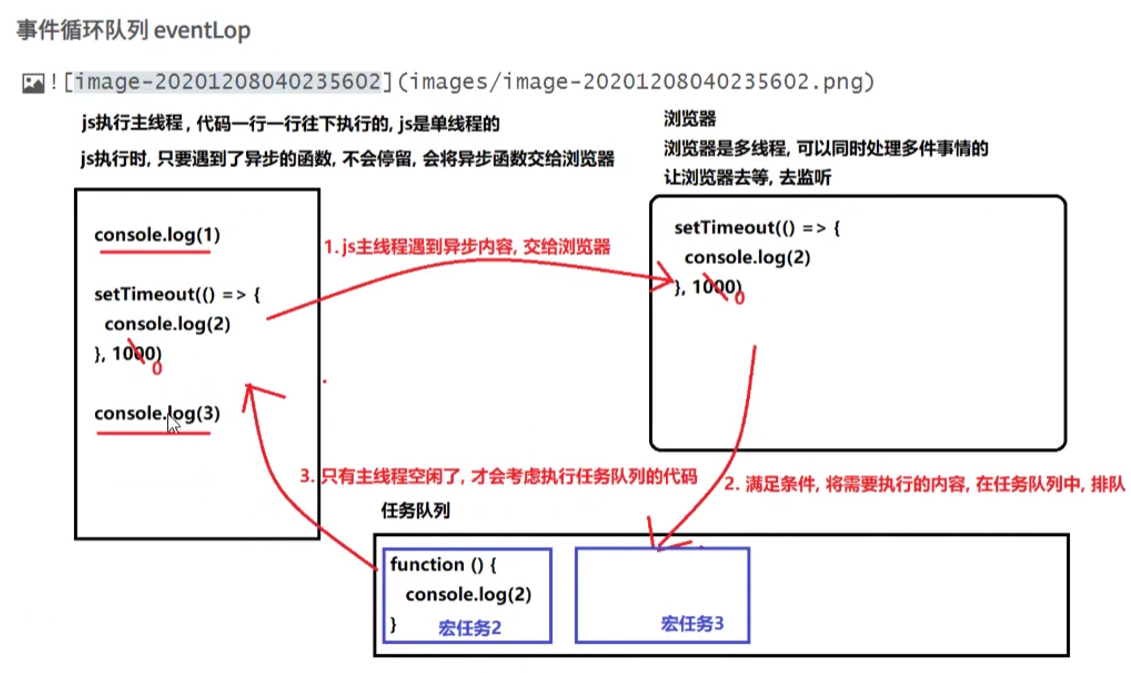 事件循环队列 eventLop
![image-20201208040235602](images/image-20201208040235602.png)
js执行主线程, 代码一行一行往下执行的, js是单线程的
js执行时, 只要遇到了异步的函数, 不会停留, 会将异步函数交给浏览器
浏览器
浏览器是多线程, 可以同时处理多件事情的
让浏览器去等, 去监听
console.log(1)
setTimeout(() => {
console.log(2)
}, 1000)
0
console.log(3)
1. js主线程遇到异步内容, 交给浏览器
setTimeout(() => {
console.log(2)
}, 1000)
0
2. 满足条件, 将需要执行的内容, 在任务队列中, 排队
3. 只有主线程空闲了, 才会考虑执行任务队列的代码
任务队列
function () {
console.log(2)
}
宏任务2
宏任务3